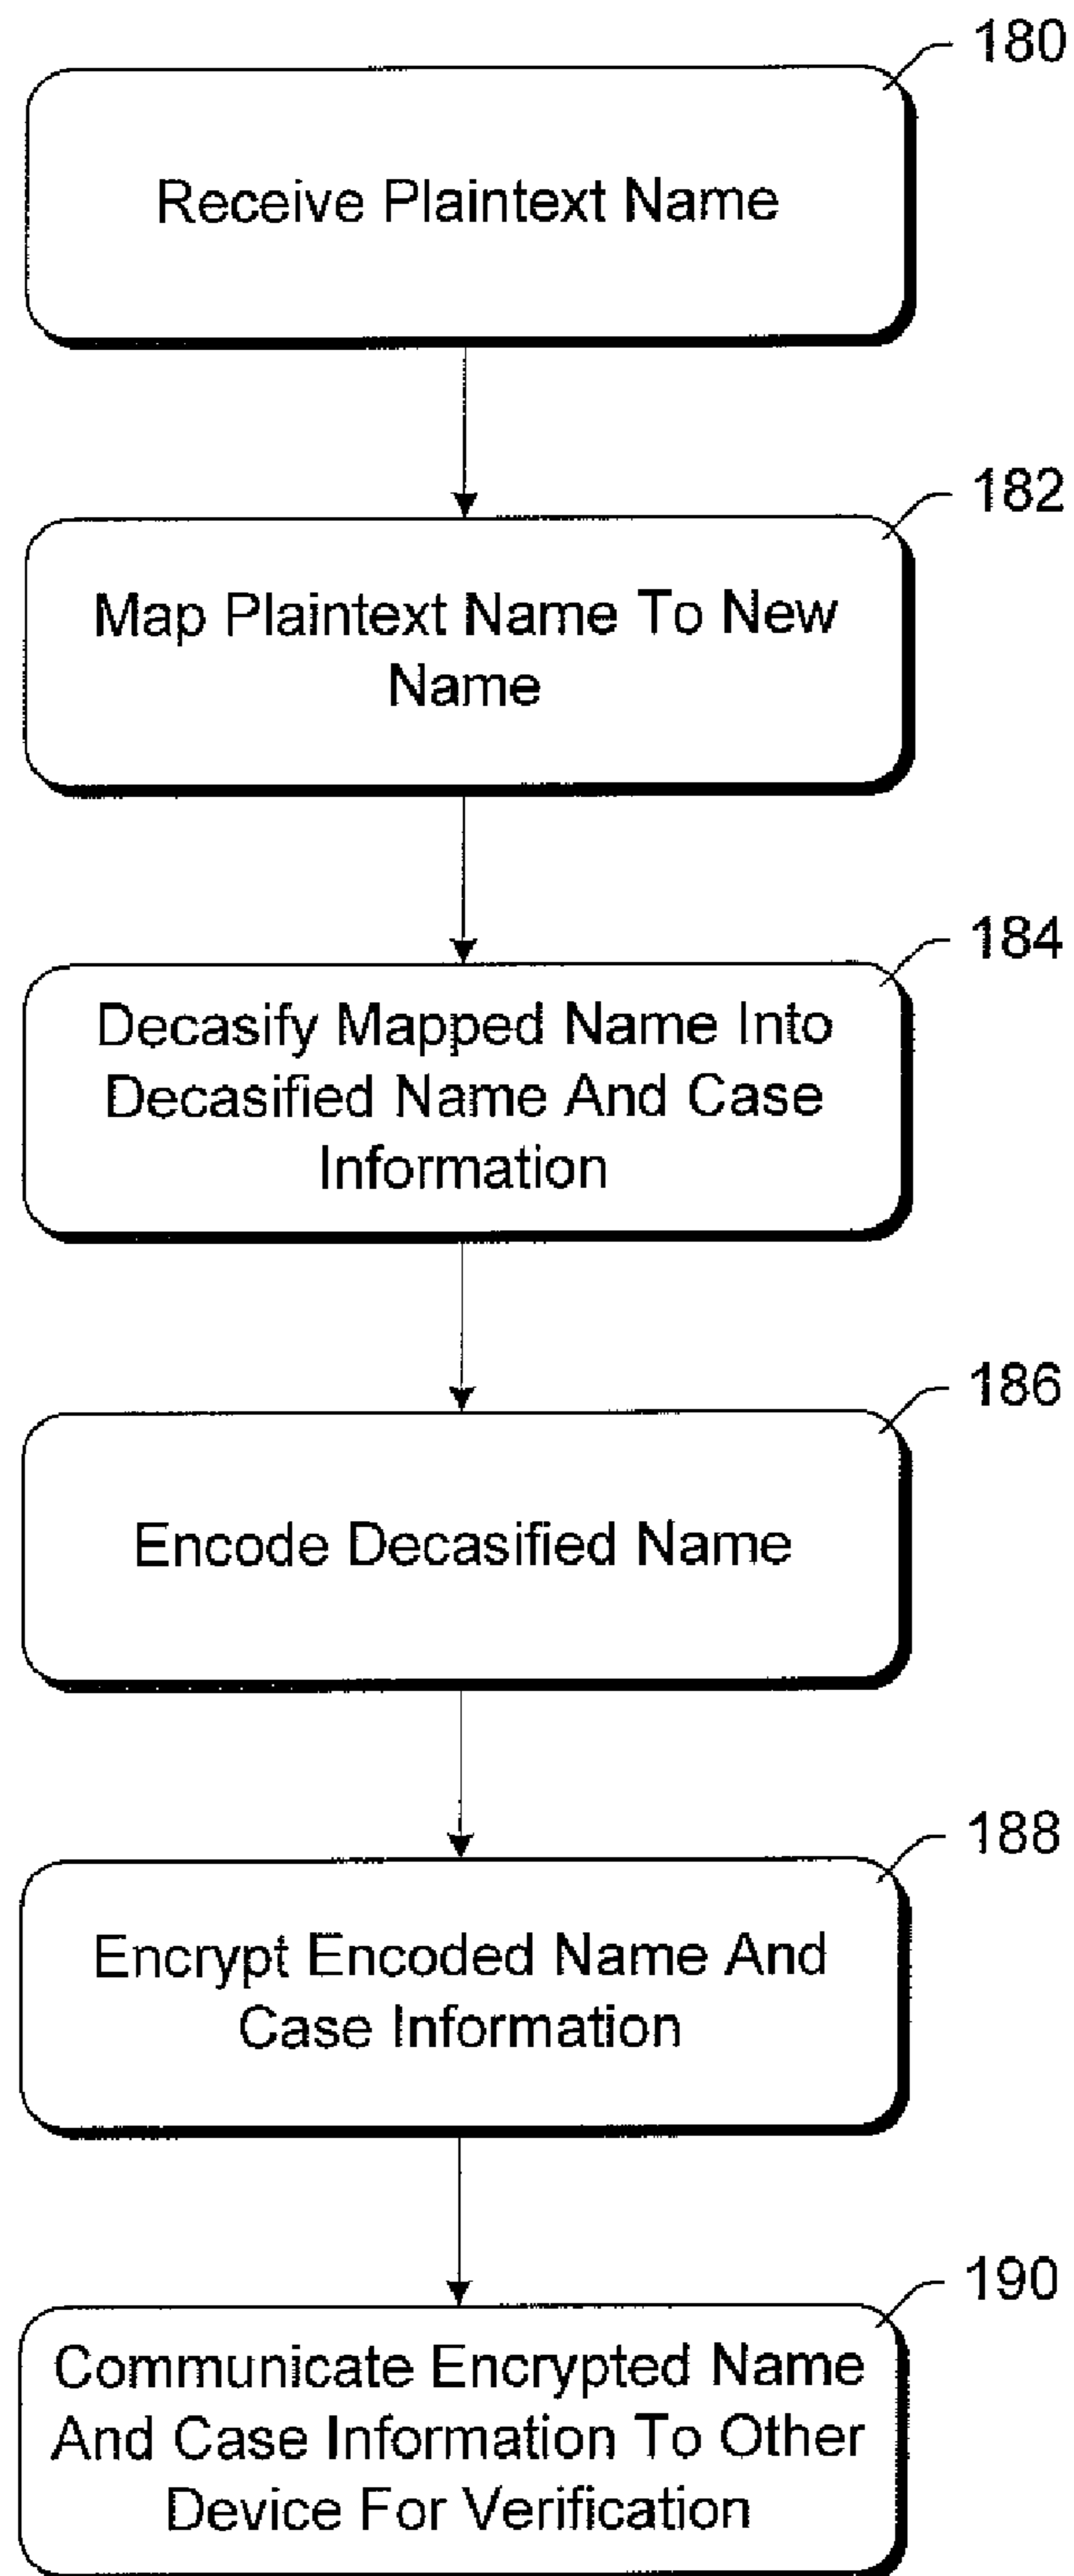 180
Receive Plaintext Name
182
Map Plaintext Name To New
Name
184
Decasify Mapped Name Into
Decasified Name And Case
Information
186
Encode Decasified Name
188
Encrypt Encoded Name And
Case Information
190
Communicate Encrypted Name
And Case Information To Other
Device For Verification